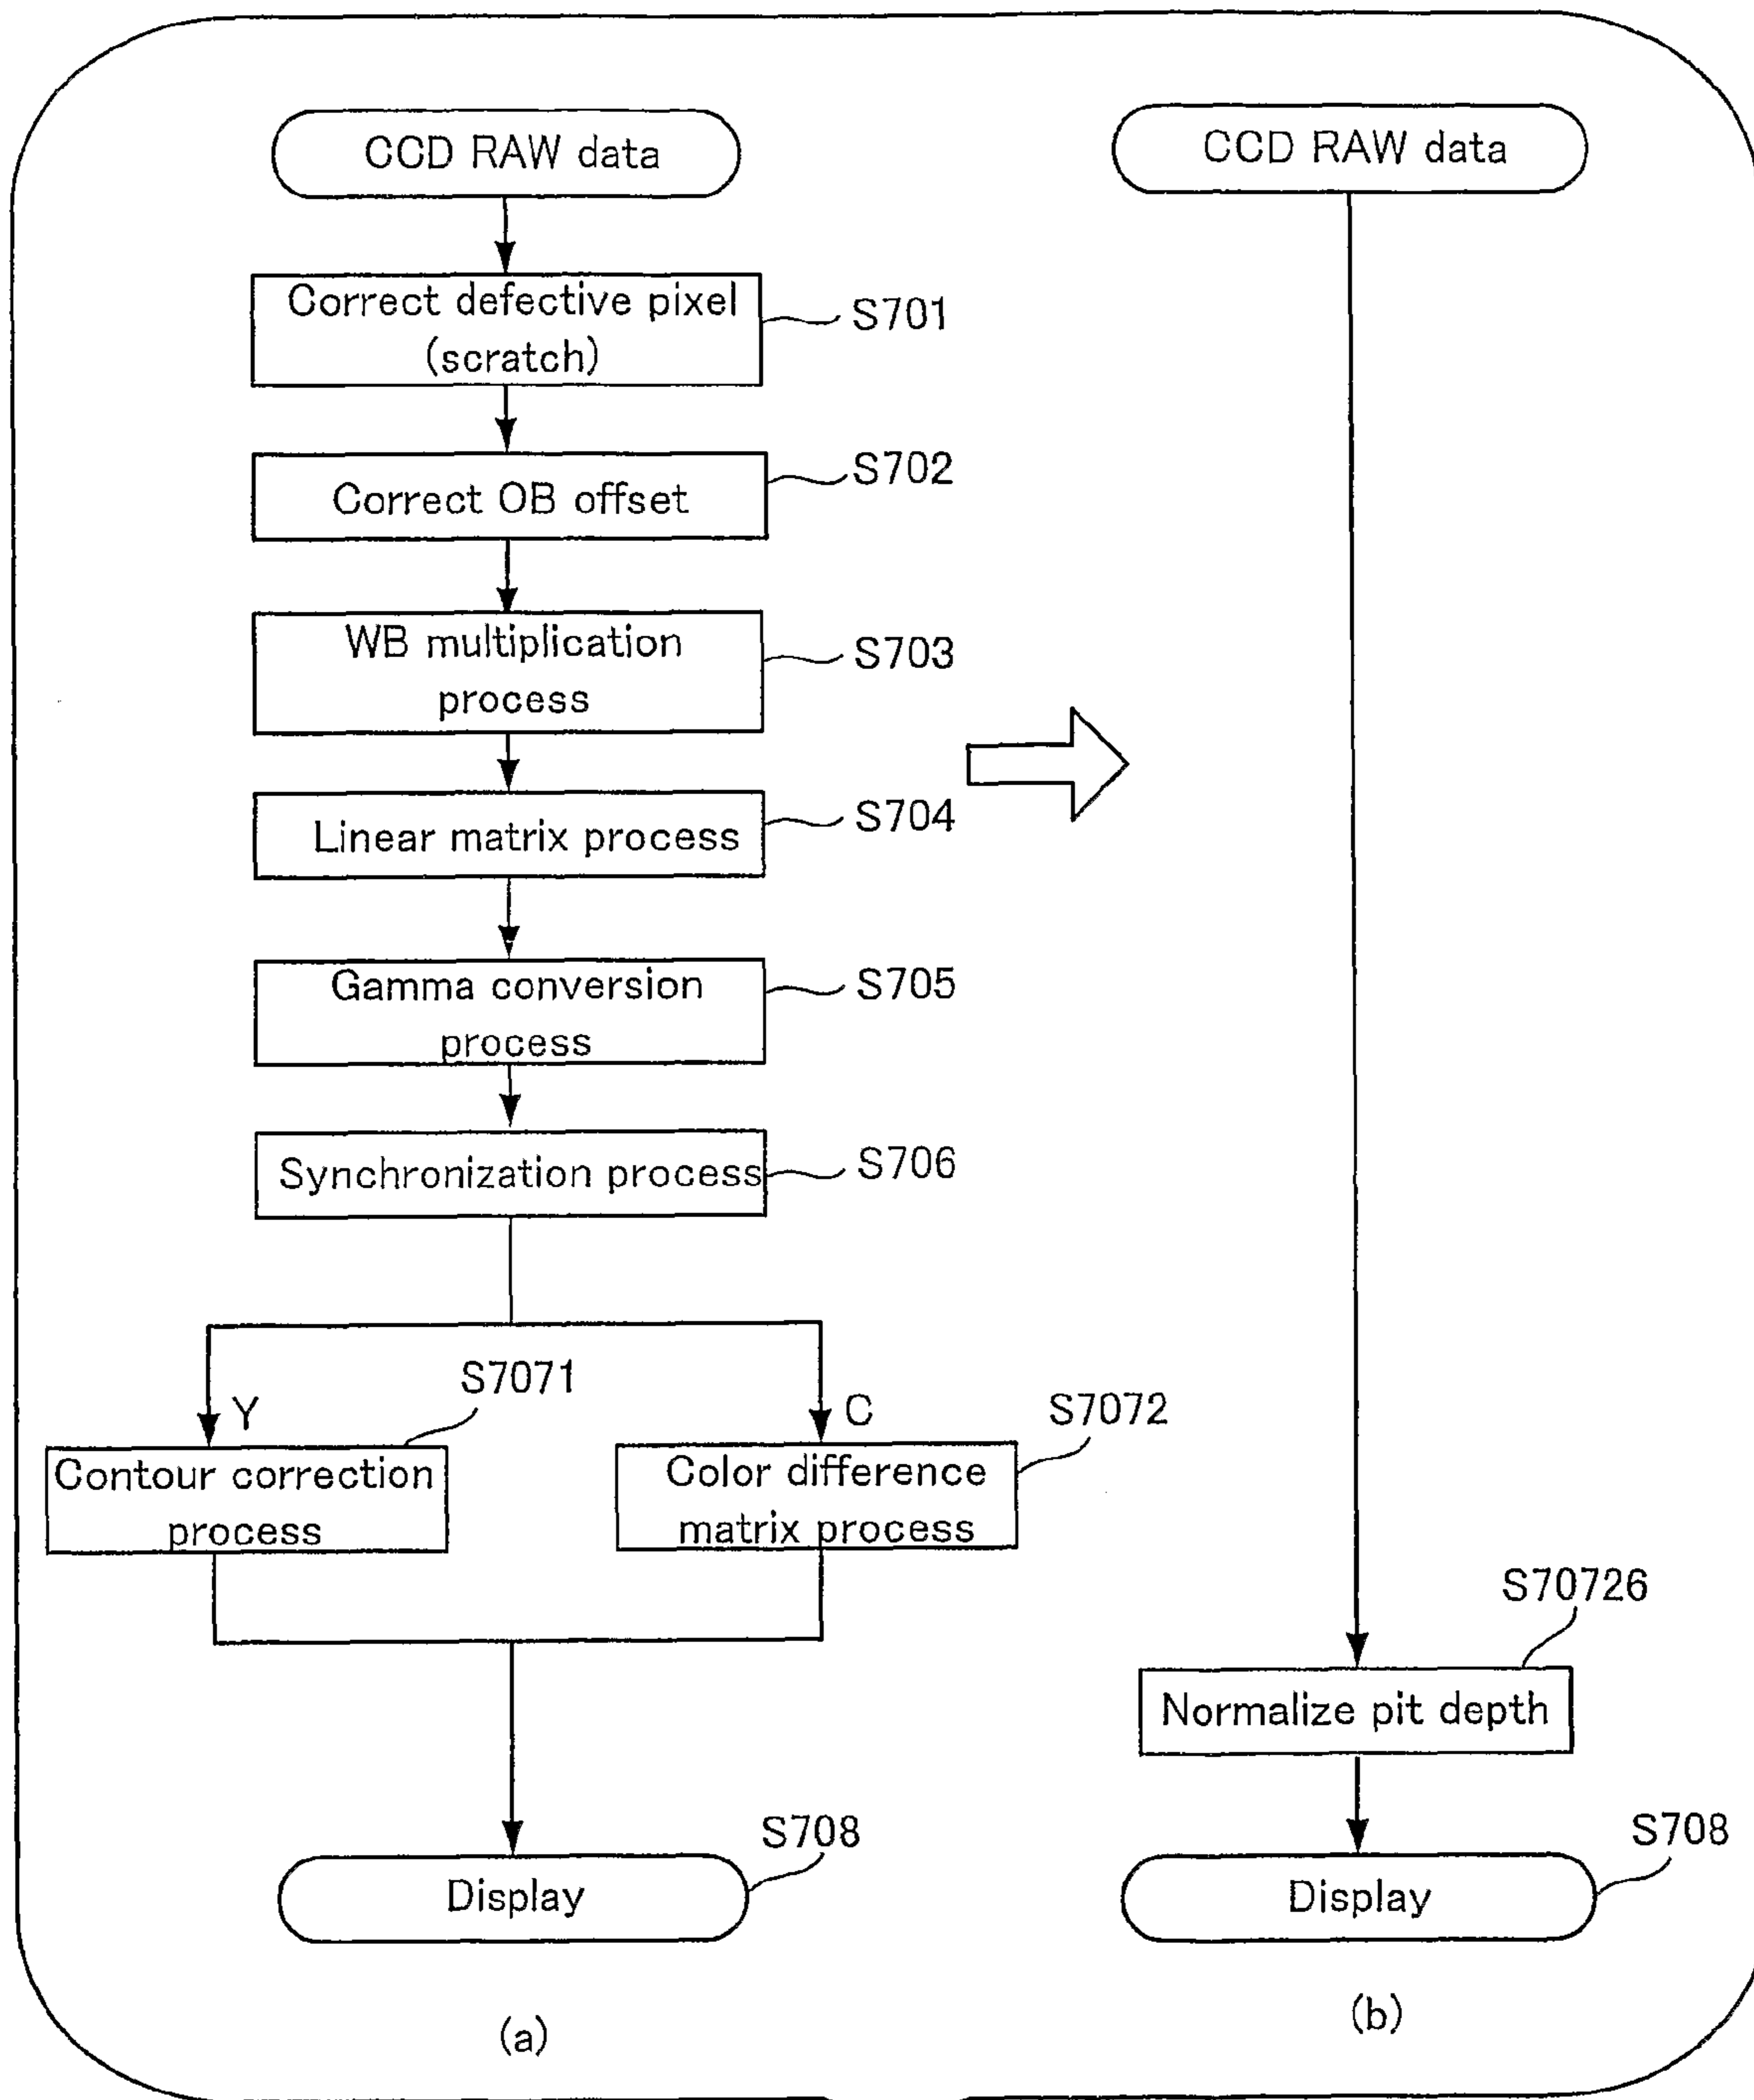 CCD RAW data
Correct defective pixel
(scratch)
S701
Correct OB offset
S702
WB multiplication
process
S703
Linear matrix process
S704
Gamma conversion
process
S705
Synchronization process
S706
Y
S7071
Contour correction
process
C
S7072
Color difference
matrix process
S708
Display
(a)
CCD RAW data
S70726
Normalize pit depth
S708
Display
(b)